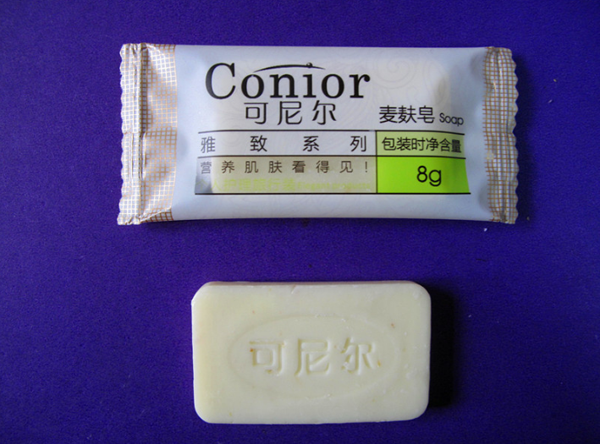 Conior
可尼尔
麦麸皂 Soap
雅致系列
包装时净含量
营养肌肤看得见!
8g
可尼尔